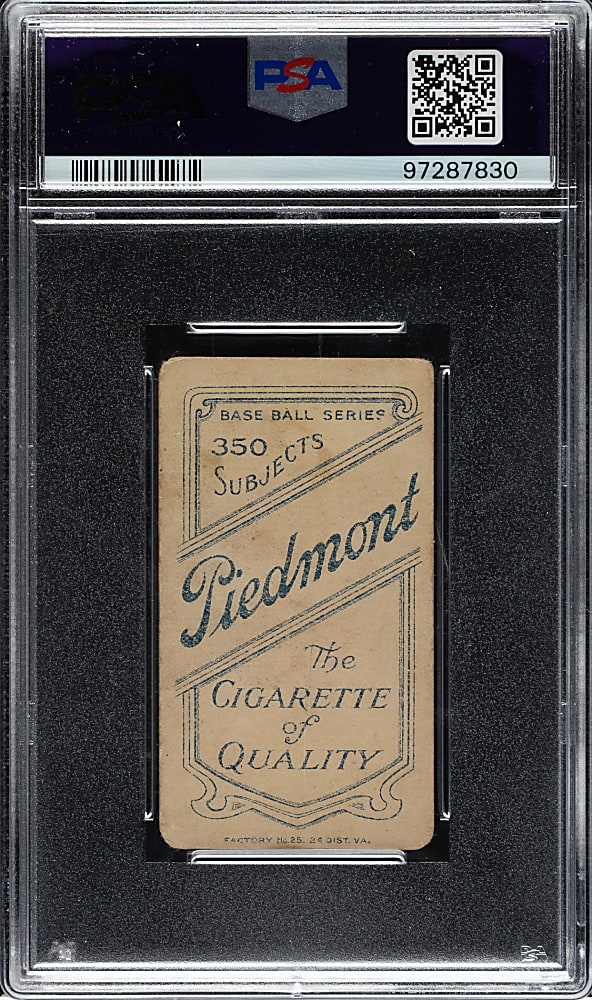 PSA
97287830
BASE BALL SERIES
350
SUBJECTS
Piedmont
The
CIGARETTE
of
QUALITY
FACTORY No. 25, 2D DIST. VA.